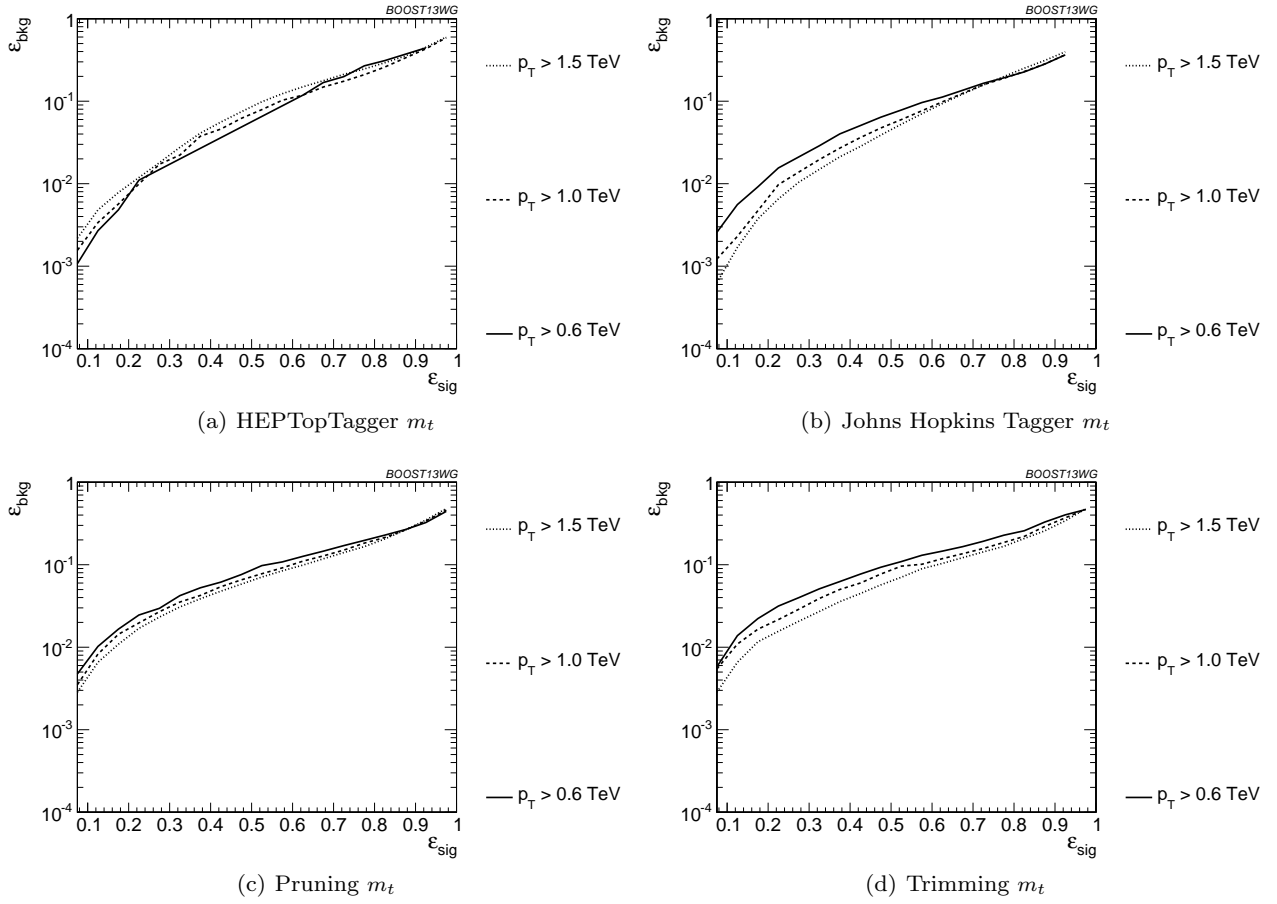 BOOST13WG
ε_bkg
1
10^-1
10^-2
10^-3
10^-4
0.1 0.2 0.3 0.4 0.5 0.6 0.7 0.8 0.9 1
ε_sig
p_T > 1.5 TeV
p_T > 1.0 TeV
p_T > 0.6 TeV
(a) HEPTopTagger m_t
BOOST13WG
ε_bkg
1
10^-1
10^-2
10^-3
10^-4
0.1 0.2 0.3 0.4 0.5 0.6 0.7 0.8 0.9 1
ε_sig
p_T > 1.5 TeV
p_T > 1.0 TeV
p_T > 0.6 TeV
(b) Johns Hopkins Tagger m_t
BOOST13WG
ε_bkg
1
10^-1
10^-2
10^-3
10^-4
0.1 0.2 0.3 0.4 0.5 0.6 0.7 0.8 0.9 1
ε_sig
p_T > 1.5 TeV
p_T > 1.0 TeV
p_T > 0.6 TeV
(c) Pruning m_t
BOOST13WG
ε_bkg
1
10^-1
10^-2
10^-3
10^-4
0.1 0.2 0.3 0.4 0.5 0.6 0.7 0.8 0.9 1
ε_sig
p_T > 1.5 TeV
p_T > 1.0 TeV
p_T > 0.6 TeV
(d) Trimming m_t